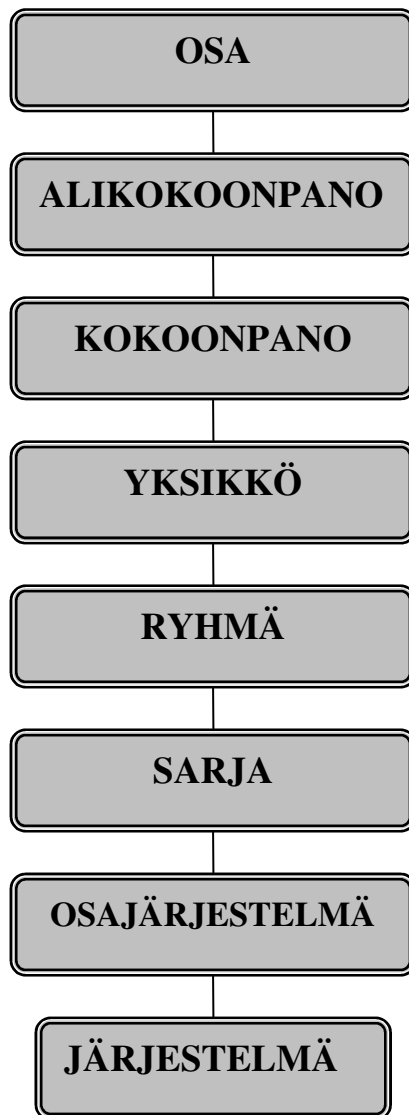 OSA
ALIKOKOONPANO
KOKOONPANO
YKSIKKÖ
RYHMÄ
SARJA
OSAJÄRJESTELMÄ
JÄRJESTELMÄ